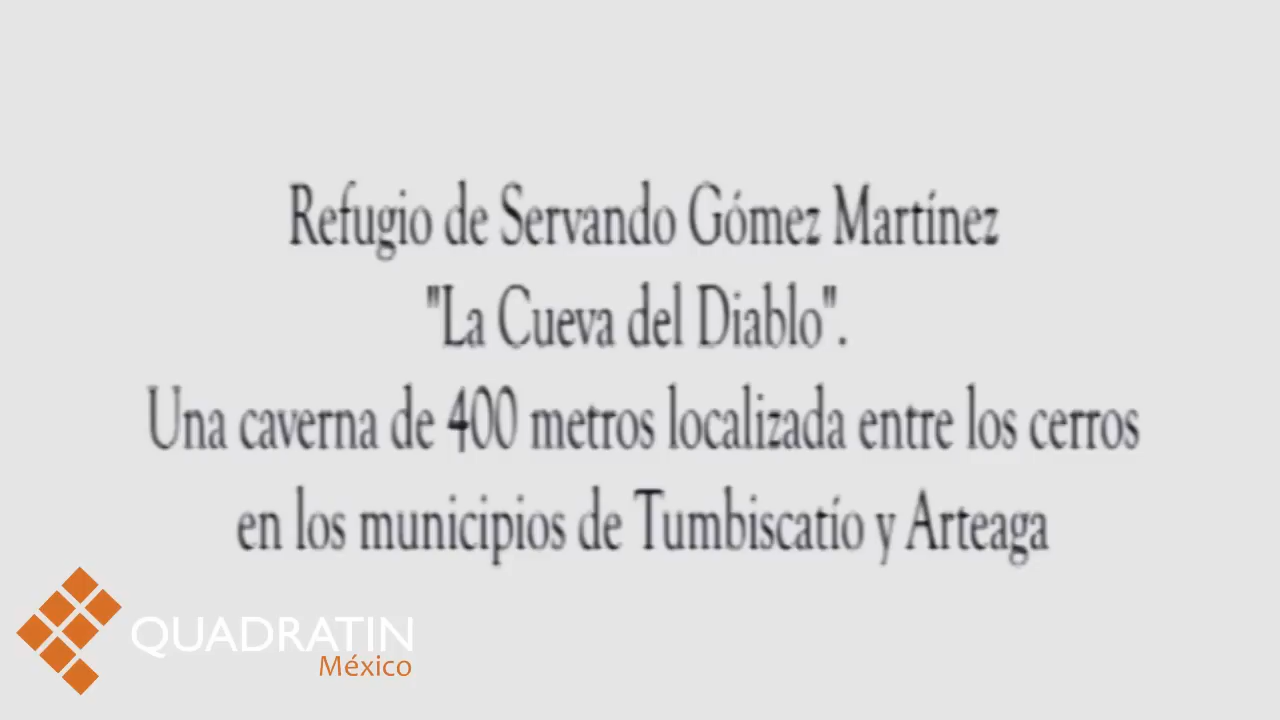 Refugio de Servando Gómez Martínez
"La Cueva del Diablo".
Una caverna de 400 metros localizada entre los cerros
en los municipios de Tumbiscatío y Arteaga
QUADRATIN
México